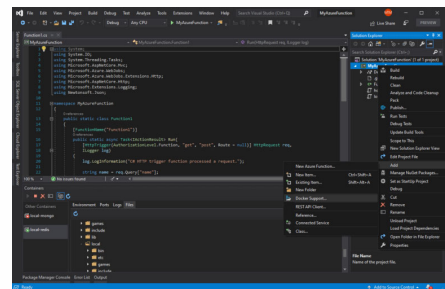 File Edit View Git Project Build Debug Test Analyze Tools Extensions Window Help
Search Visual Studio (Ctrl+Q)
MyAzureFunction
Debug
Any CPU
MyAzureFunction
Live Share
PREVIEW
Function1.cs
MyAzureFunction
using System;
using System.IO;
using System.Threading.Tasks;
using Microsoft.AspNetCore.Mvc;
using Microsoft.Azure.WebJobs;
using Microsoft.Azure.WebJobs.Extensions.Http;
using Microsoft.AspNetCore.Http;
using Microsoft.Extensions.Logging;
using Newtonsoft.Json;
namespace MyAzureFunction
{
public static class Function1
{
[FunctionName("Function1")]
public static async Task<IActionResult> Run(
[HttpTrigger(AuthorizationLevel.Function, "get", "post", Route = null)] HttpRequest req,
ILogger log)
{
log.LogInformation("C# HTTP trigger function processed a request.");
string name = req.Query["name"];
No issues found
Containers
Other Containers
local-mongo
local-redis
Environment Ports Logs Files
games
include
lib
local
bin
etc
games
include
Package Manager Console Error List Output
Ready
Add to Source Control
Solution Explorer
Search Solution Explorer
Solution 'MyAzureFunction' (1 of 1 project)
Build
Rebuild
Clean
Analyze and Code Cleanup
Pack
Publish...
Run Tests
Debug Tests
Update Build Tools
Scope to This
New Solution Explorer View
Edit Project File
Add
Manage NuGet Packages...
Set as StartUp Project
Debug
Cut
Remove
Rename
Unload Project
Load Project Dependencies
Open Folder in File Explorer
Properties
New Azure Function...
New Item... Ctrl+Shift+A
Existing Item... Shift+Alt+A
New Folder
Docker Support...
REST API Client...
Reference...
Connected Service
Class...
File Name
Name of the project file.